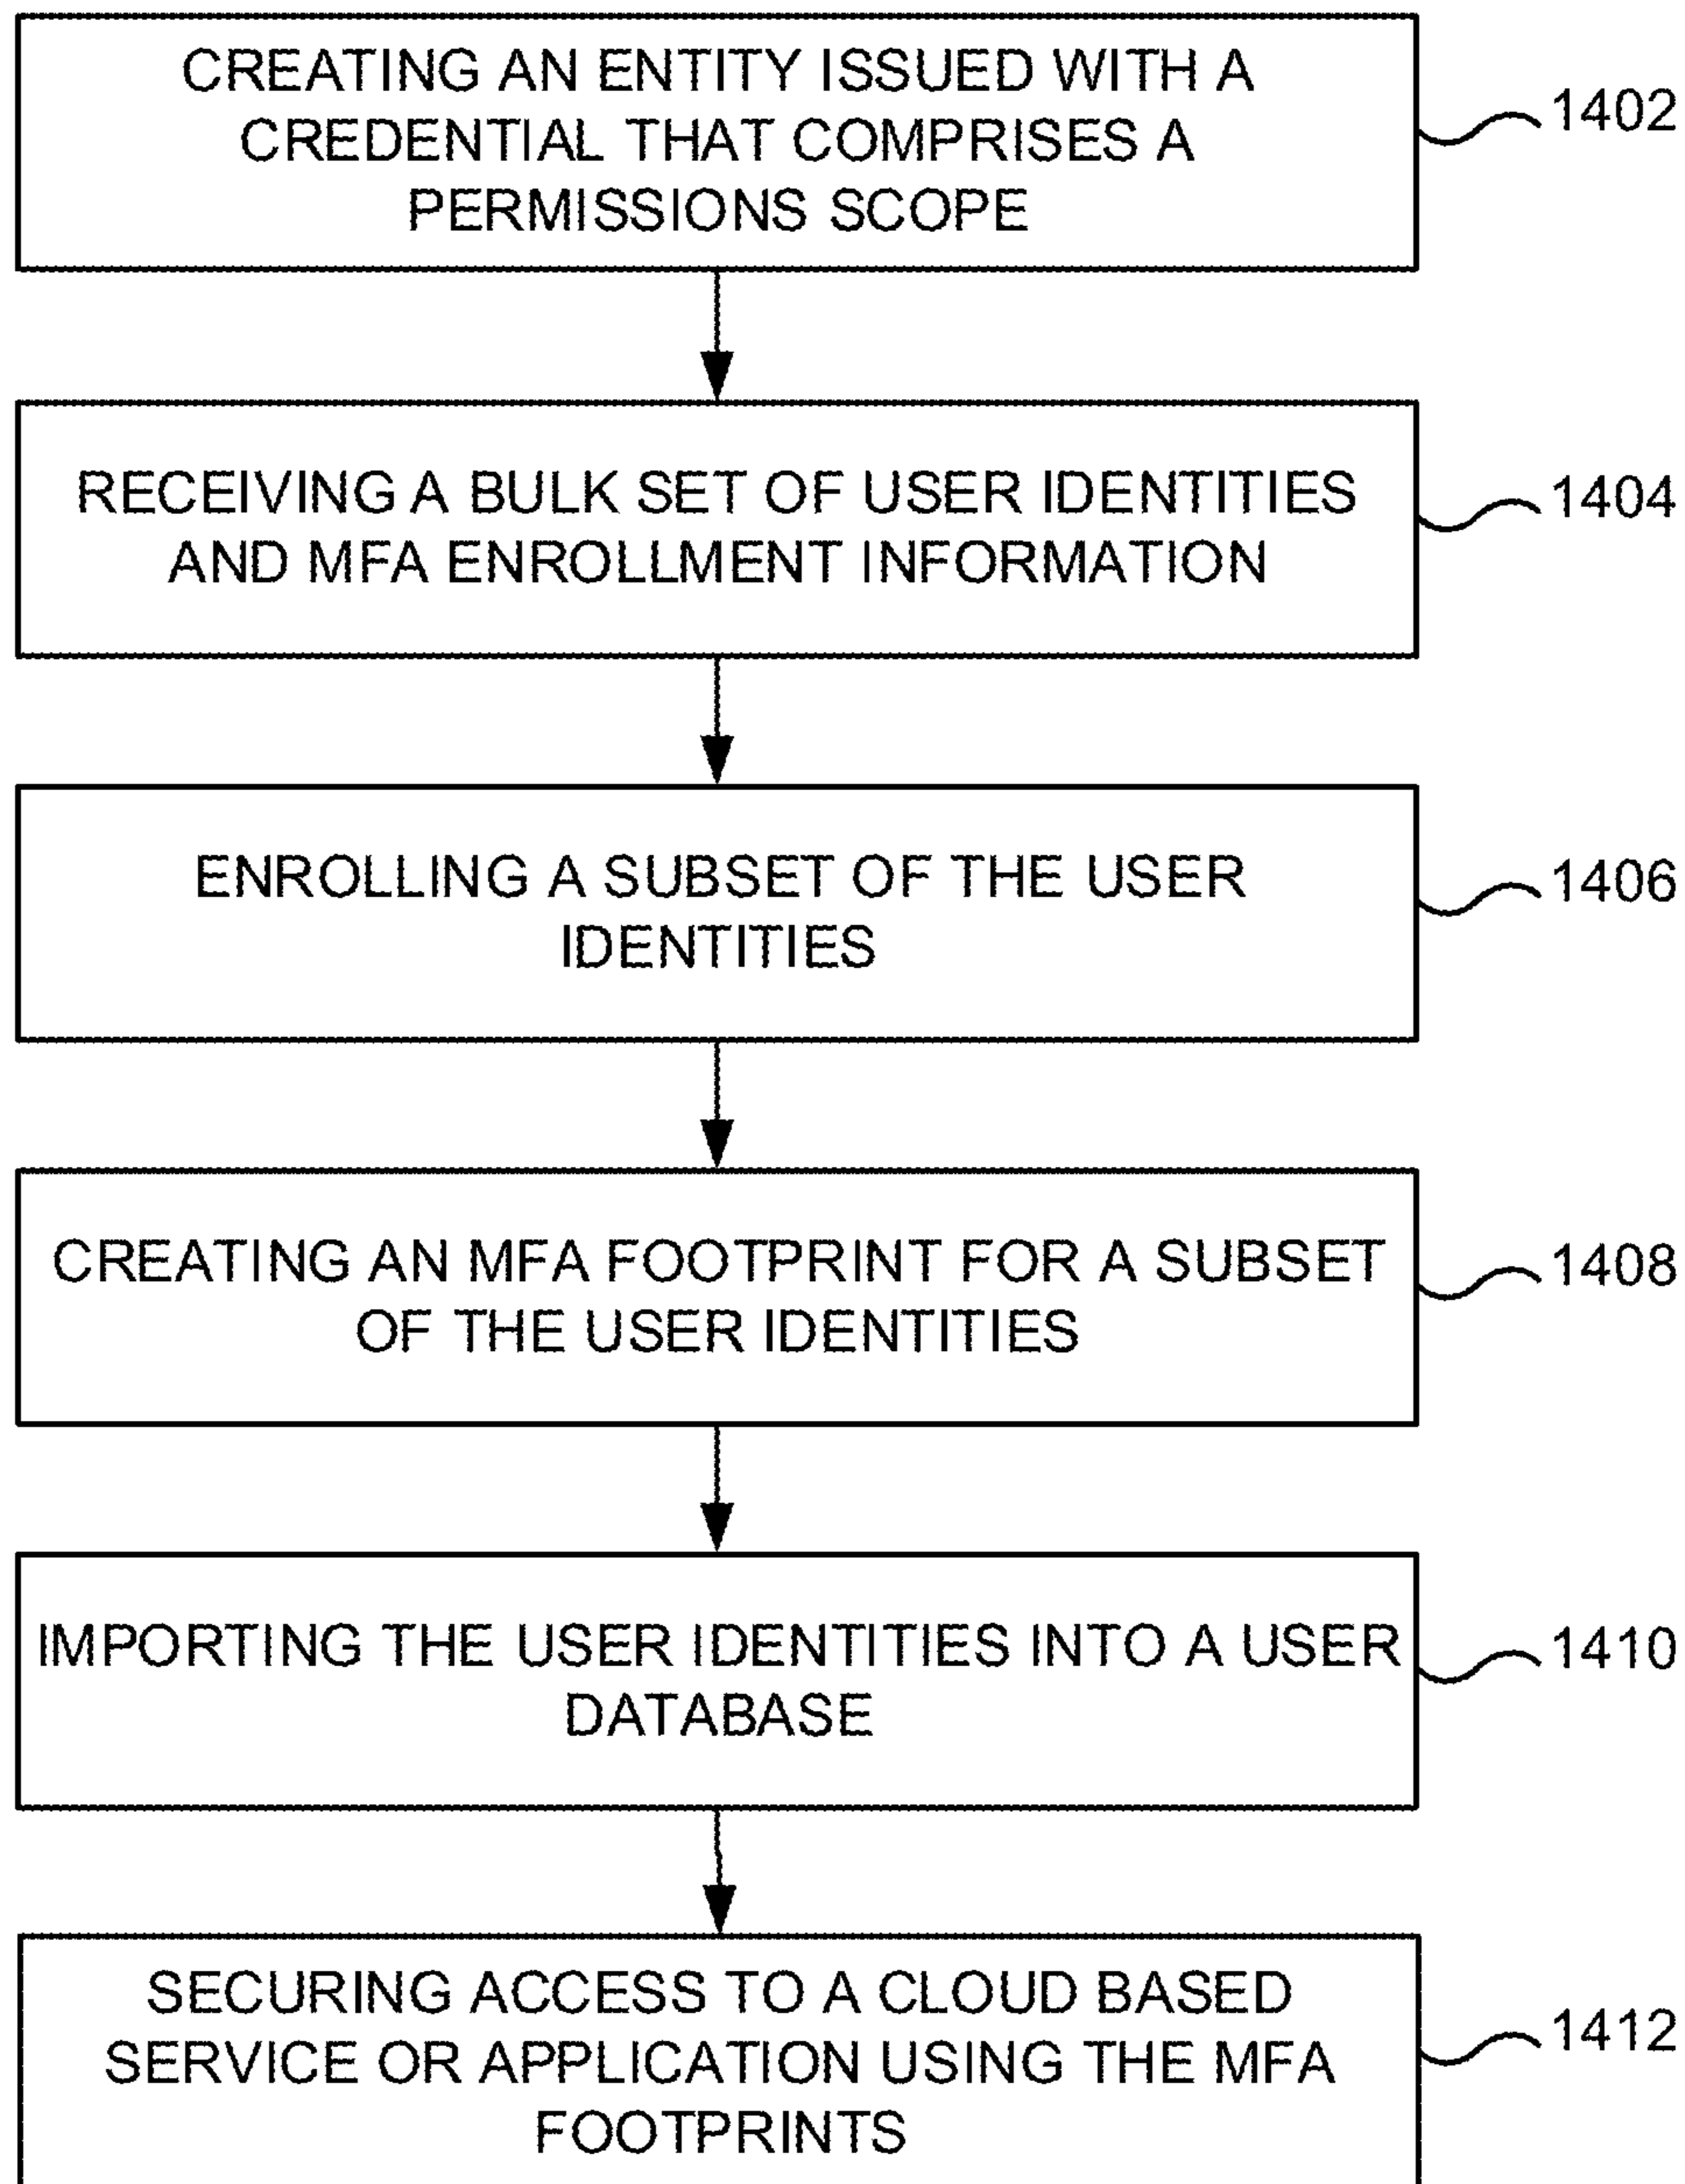 CREATING AN ENTITY ISSUED WITH A
CREDENTIAL THAT COMPRISES A
PERMISSIONS SCOPE
1402
RECEIVING A BULK SET OF USER IDENTITIES
AND MFA ENROLLMENT INFORMATION
1404
ENROLLING A SUBSET OF THE USER
IDENTITIES
1406
CREATING AN MFA FOOTPRINT FOR A SUBSET
OF THE USER IDENTITIES
1408
IMPORTING THE USER IDENTITIES INTO A USER
DATABASE
1410
SECURING ACCESS TO A CLOUD BASED
SERVICE OR APPLICATION USING THE MFA
FOOTPRINTS
1412